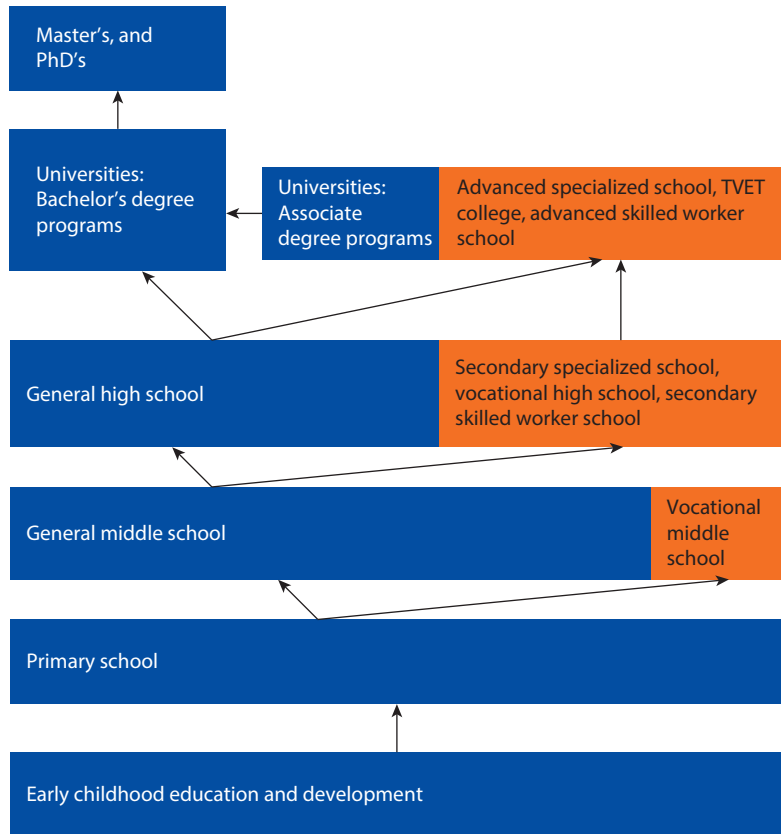 Master's, and
PhD's
Universities:
Bachelor's degree
programs
Universities:
Associate
degree programs
Advanced specialized school, TVET
college, advanced skilled worker
school
General high school
Secondary specialized school,
vocational high school, secondary
skilled worker school
General middle school
Vocational
middle
school
Primary school
Early childhood education and development